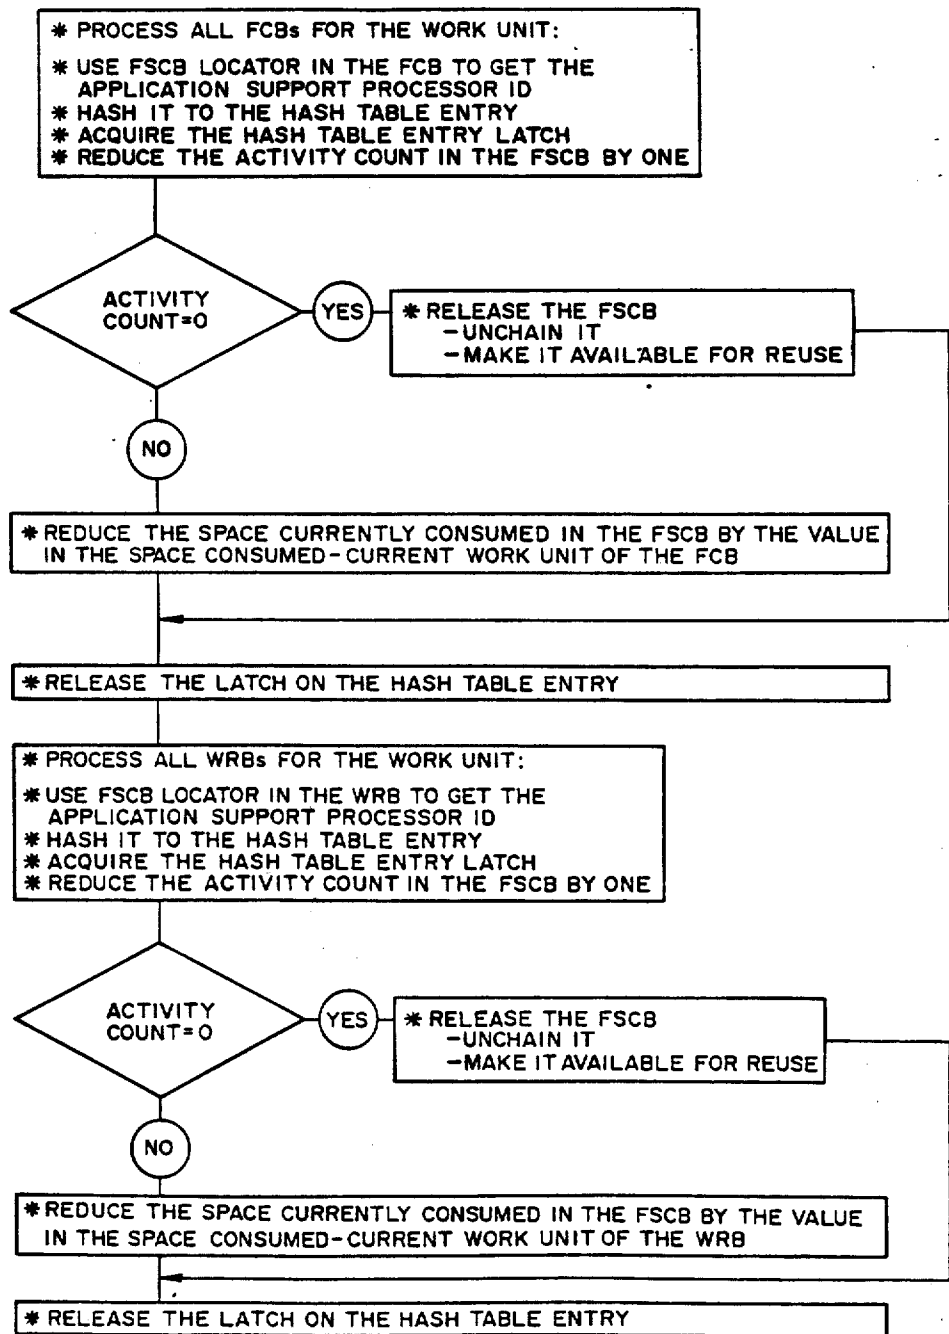 * PROCESS ALL FCBs FOR THE WORK UNIT:
* USE FSCB LOCATOR IN THE FCB TO GET THE
APPLICATION SUPPORT PROCESSOR ID
* HASH IT TO THE HASH TABLE ENTRY
* ACQUIRE THE HASH TABLE ENTRY LATCH
* REDUCE THE ACTIVITY COUNT IN THE FSCB BY ONE
ACTIVITY
COUNT=0
YES
* RELEASE THE FSCB
-UNCHAIN IT
-MAKE IT AVAILABLE FOR REUSE
NO
* REDUCE THE SPACE CURRENTLY CONSUMED IN THE FSCB BY THE VALUE
IN THE SPACE CONSUMED-CURRENT WORK UNIT OF THE FCB
* RELEASE THE LATCH ON THE HASH TABLE ENTRY
* PROCESS ALL WRBs FOR THE WORK UNIT:
* USE FSCB LOCATOR IN THE WRB TO GET THE
APPLICATION SUPPORT PROCESSOR ID
* HASH IT TO THE HASH TABLE ENTRY
* ACQUIRE THE HASH TABLE ENTRY LATCH
* REDUCE THE ACTIVITY COUNT IN THE FSCB BY ONE
ACTIVITY
COUNT=0
YES
* RELEASE THE FSCB
-UNCHAIN IT
-MAKE IT AVAILABLE FOR REUSE
NO
* REDUCE THE SPACE CURRENTLY CONSUMED IN THE FSCB BY THE VALUE
IN THE SPACE CONSUMED-CURRENT WORK UNIT OF THE WRB
* RELEASE THE LATCH ON THE HASH TABLE ENTRY